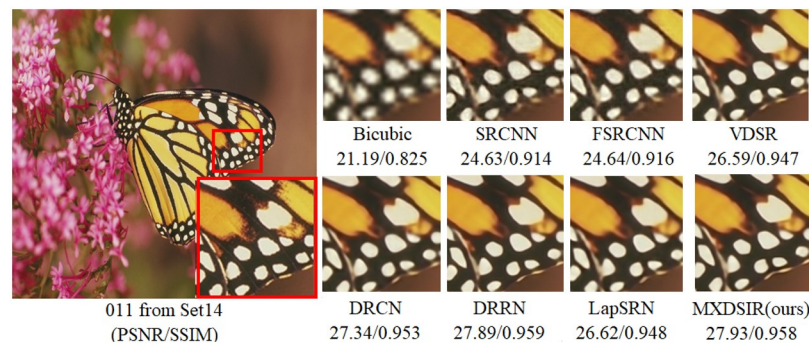 Bicubic SRCNN FSRCNN VDSR
21.19/0.825 24.63/0.914 24.64/0.916 26.59/0.947
011 from Set14 DRCN DRRN LapSRN MXDSIR(ours)
(PSNR/SSIM) 27.34/0.953 27.89/0.959 26.62/0.948 27.93/0.958